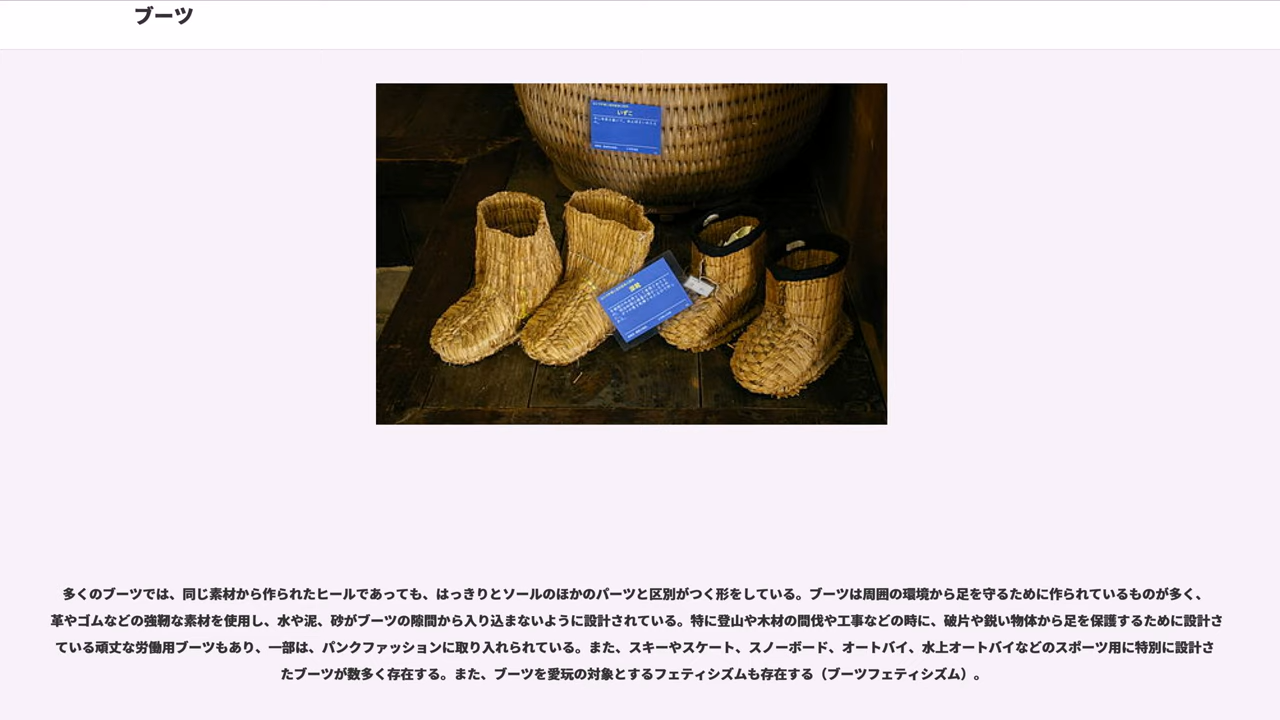 ブーツ
いずこ
深靴
多くのブーツでは、同じ素材から作られたヒールであっても、はっきりとソールのほかのパーツと区別がつく形をしている。ブーツは周囲の環境から足を守るために作られているものが多く、
革やゴムなどの強靭な素材を使用し、水や泥、砂がブーツの隙間から入り込まないように設計されている。特に登山や木材の間伐や工事などの時に、破片や鋭い物体から足を保護するために設計さ
ている頑丈な労働用ブーツもあり、一部は、パンクファッションに取り入れられている。また、スキーやスケート、スノーボード、オートバイ、水上オートバイなどのスポーツ用に特別に設計さ
たブーツが数多く存在する。また、ブーツを愛玩の対象とするフェティシズムも存在する（ブーツフェティシズム）。